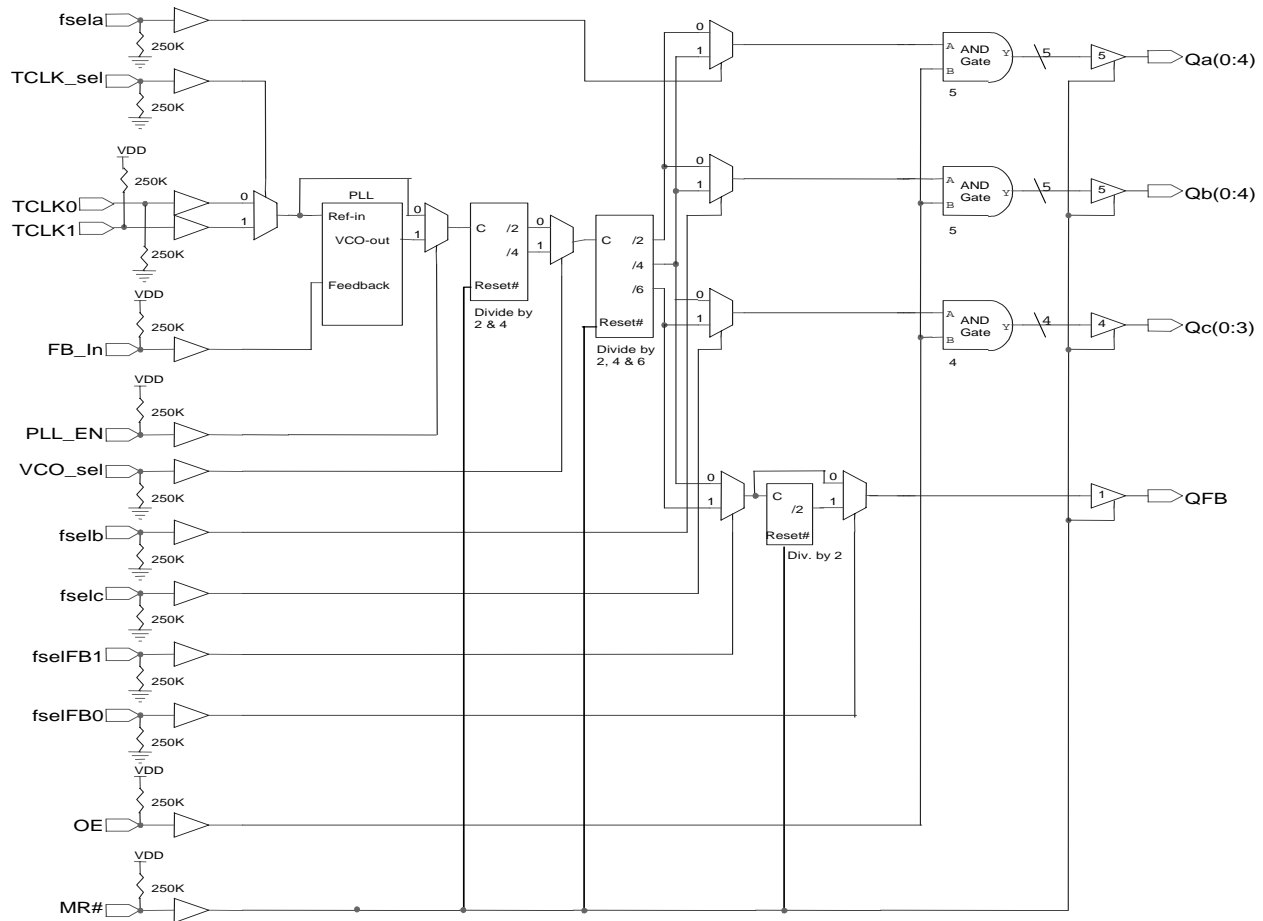 fsela
250K
TCLK_sel
250K
VDD
250K
TCLK0
TCLK1
250K
0
1
PLL
Ref-in
VCO-out
Feedback
0
1
C
/2
/4
Reset#
Divide by
2 & 4
0
1
C
/2
/4
/6
Reset#
Divide by
2, 4 & 6
VDD
250K
FB_In
VDD
250K
PLL_EN
VCO_sel
250K
fselb
250K
fselc
250K
fselFB1
250K
fselFB0
250K
VDD
250K
OE
VDD
250K
MR#
0
1
A
B
AND
Gate
Y
5
5
5
Qa(0:4)
0
1
A
B
AND
Gate
Y
5
5
5
Qb(0:4)
0
1
A
B
AND
Gate
Y
4
4
4
Qc(0:3)
0
1
C
/2
Reset#
Div. by 2
0
1
1
QFB